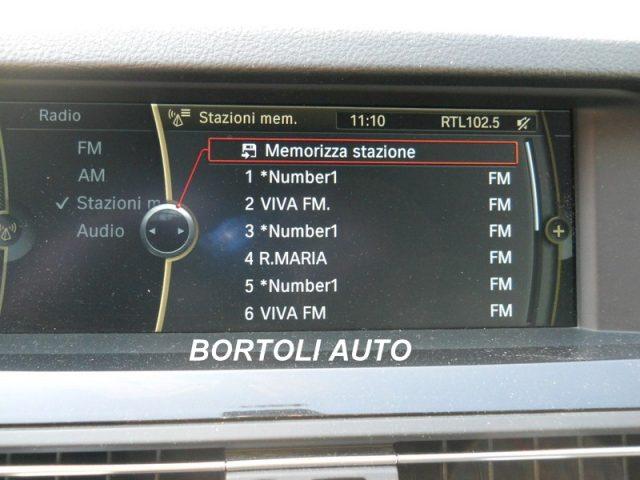 Radio
Stazioni mem.
11:10
RTL102.5
FM
AM
Stazioni m
Audio
Memorizza stazione
1 *Number1 FM
2 VIVA FM. FM
3 *Number1 FM
4 R.MARIA FM
5 *Number1 FM
6 VIVA FM FM
BORTOLI AUTO